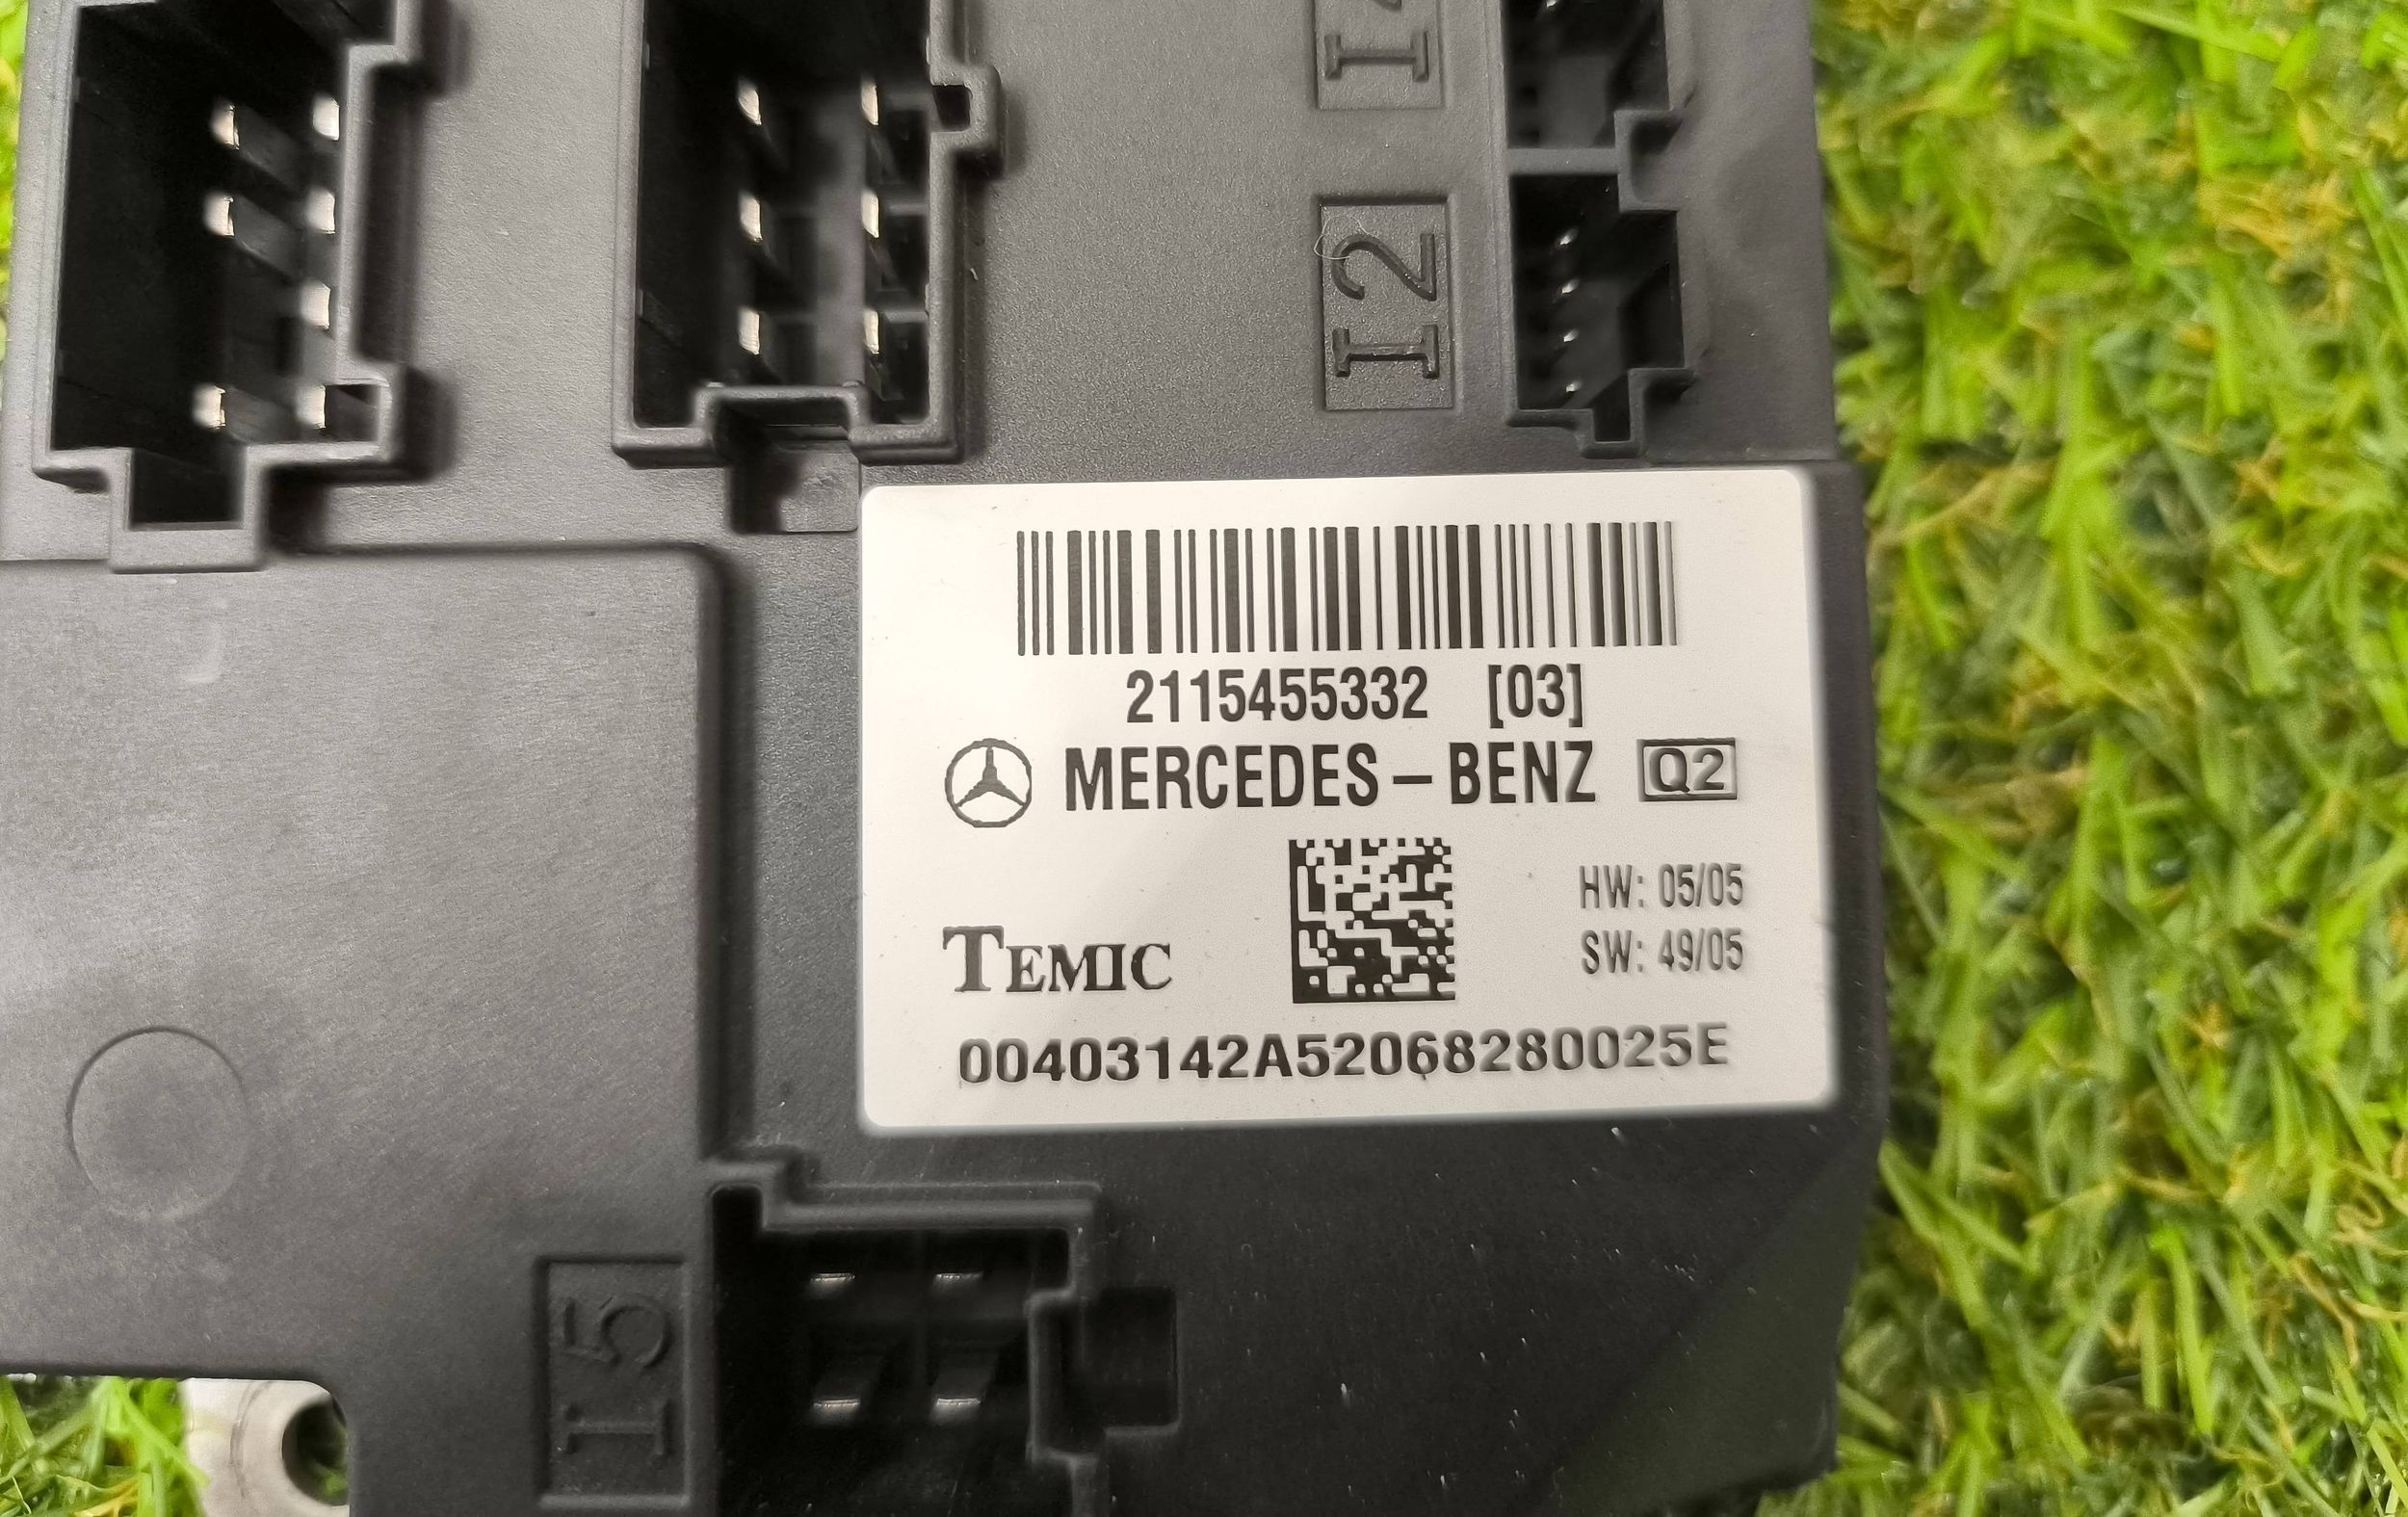 I4
I2
2115455332 [03]
MERCEDES-BENZ Q2
HW: 05/05
SW: 49/05
TEMIC
00403142A52068280025E
I5